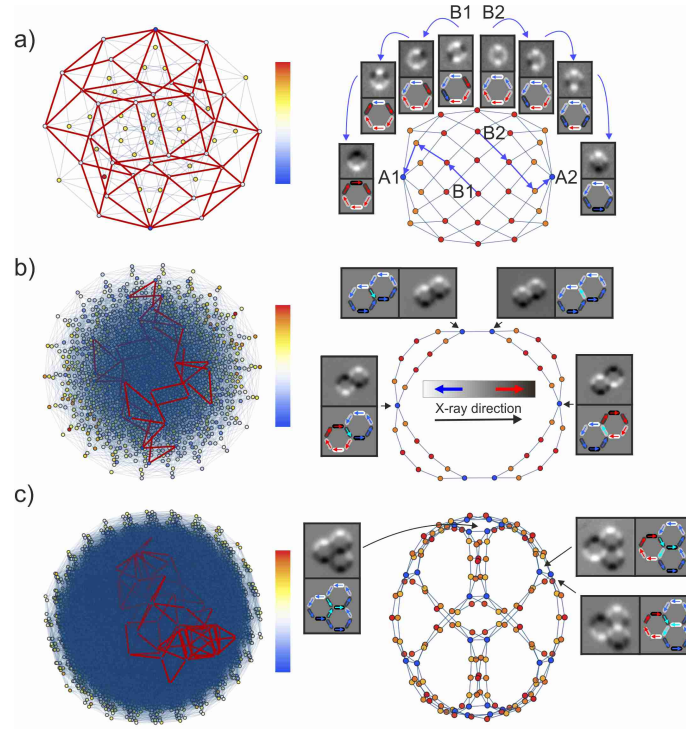 a)
B1 B2
A1
B2
B1
A2
b)
X-ray direction
c)